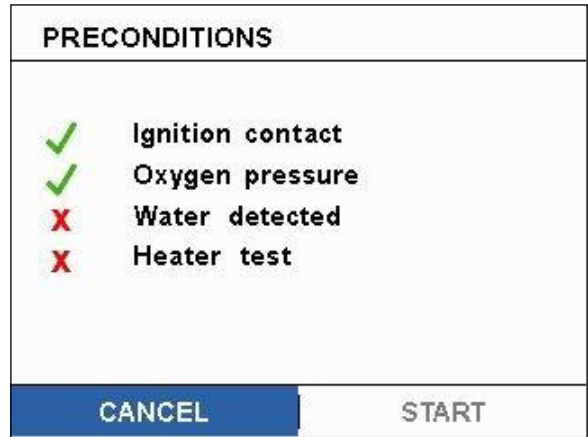 PRECONDITIONS
Ignition contact
Oxygen pressure
X Water detected
X Heater test
CANCEL START